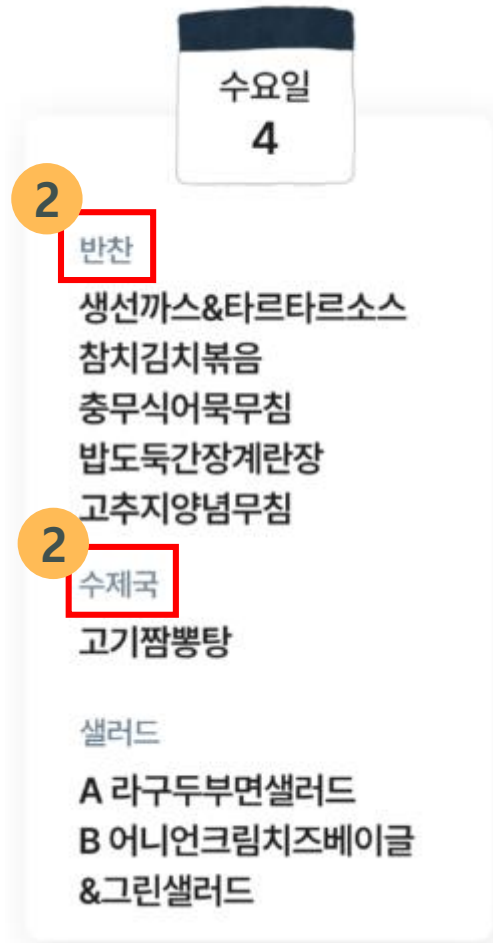 수요일
4
2
반찬
생선까스&타르타르소스
참치김치볶음
충무식어묵무침
밥도둑간장계란장
고추지양념무침
2
수제국
고기짬뽕탕
샐러드
A 라구두부면샐러드
B 어니언크림치즈베이글
&그린샐러드